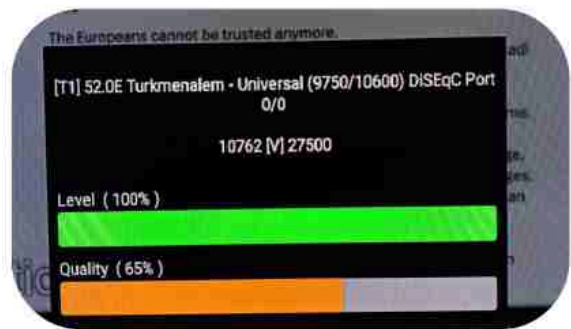 The Europeans cannot be trusted anymore.
[T1] 52.0E Turkmenalem - Universal (9750/10600) DiSEqC Port
0/0
10762 [V] 27500
Level ( 100% )
Quality ( 65% )